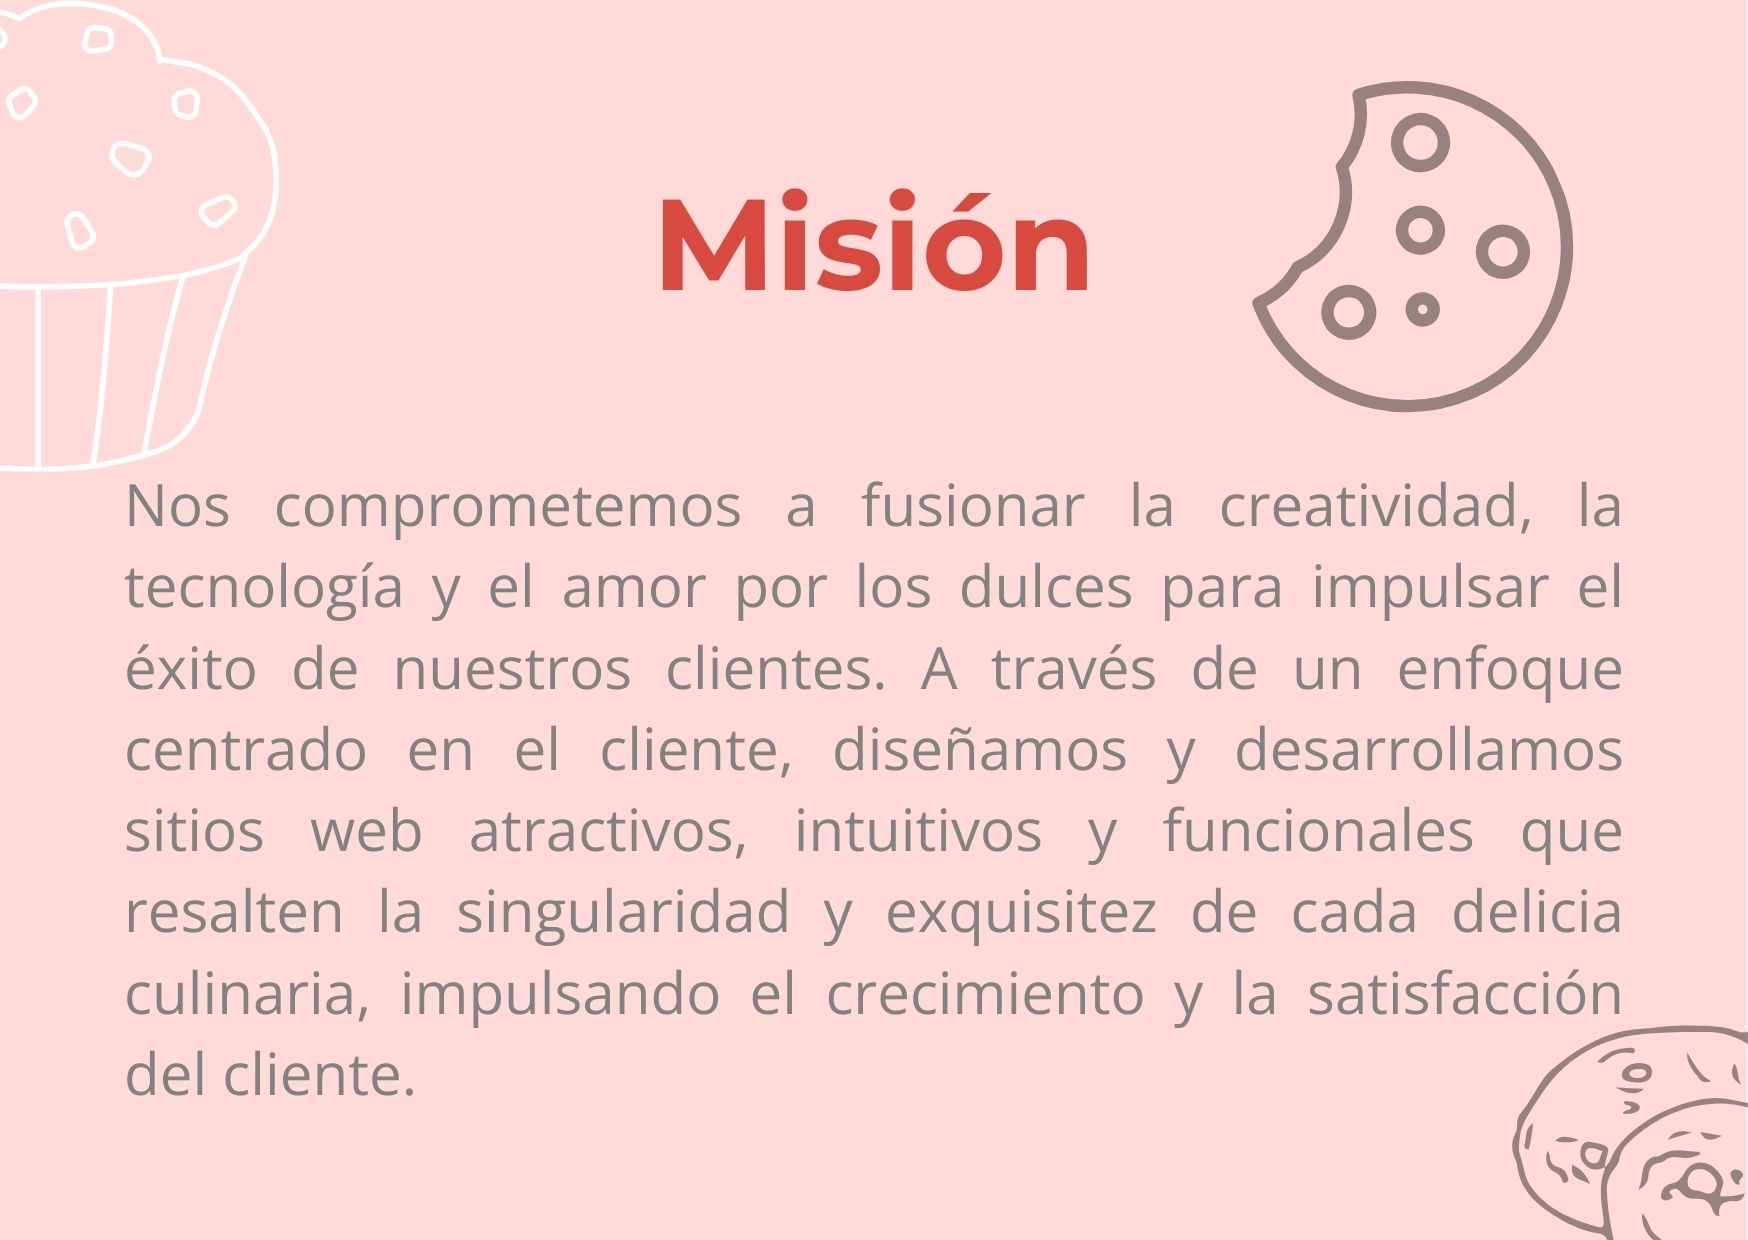 Misión
Nos comprometemos a fusionar la creatividad, la
tecnología y el amor por los dulces para impulsar el
éxito de nuestros clientes. A través de un enfoque
centrado en el cliente, diseñamos y desarrollamos
sitios web atractivos, intuitivos y funcionales que
resalten la singularidad y exquisitez de cada delicia
culinaria, impulsando el crecimiento y la satisfacción
del cliente.